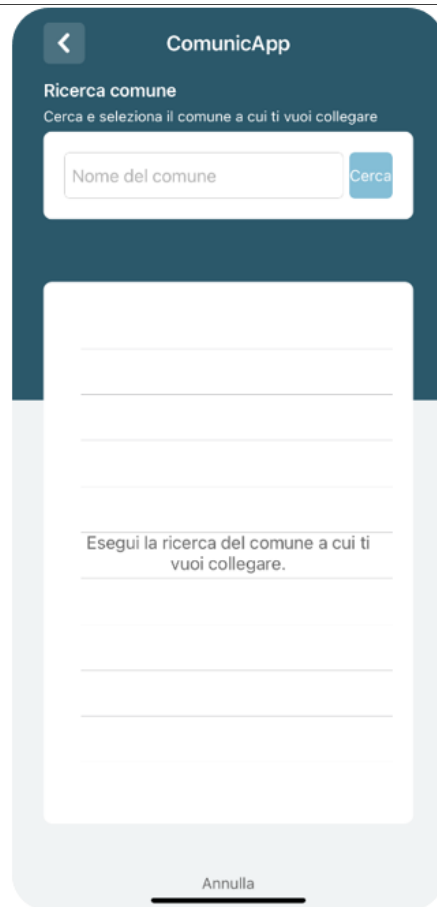 ComunicApp
Ricerca comune
Cerca e seleziona il comune a cui ti vuoi collegare
Nome del comune
Cerca
Esegui la ricerca del comune a cui ti
vuoi collegare.
Annulla